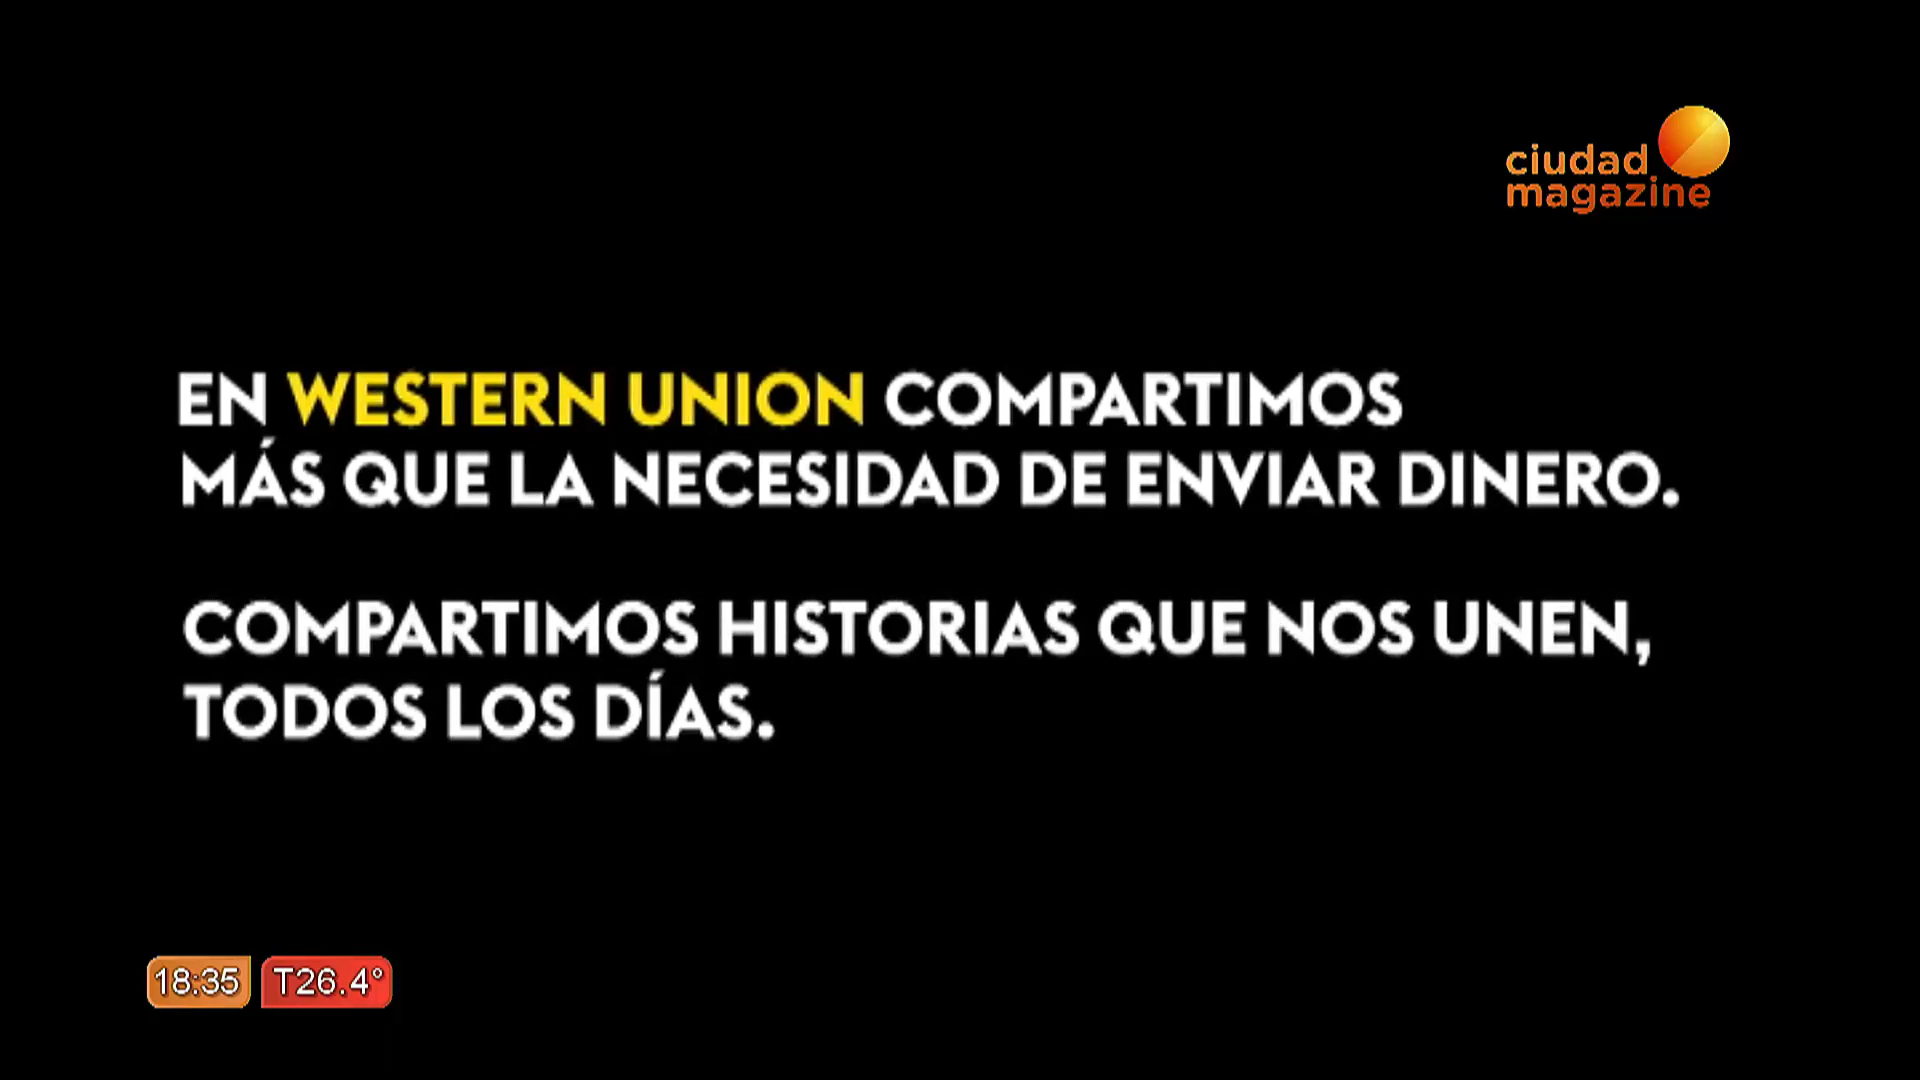 ciudad
magazine
EN WESTERN UNION COMPARTIMOS
MÁS QUE LA NECESIDAD DE ENVIAR DINERO.
COMPARTIMOS HISTORIAS QUE NOS UNEN,
TODOS LOS DÍAS.
18:35 T26.4°